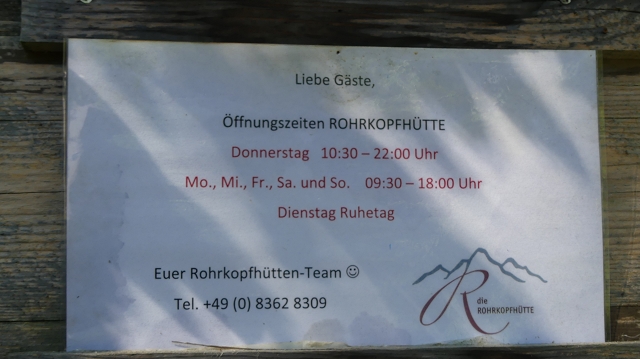 Liebe Gäste,
Öffnungszeiten ROHRKOPFHÜTTE
Donnerstag 10:30 – 22:00 Uhr
Mo., Mi., Fr., Sa. und So. 09:30 – 18:00 Uhr
Dienstag Ruhetag
Euer Rohrkopfhütten-Team ☺
Tel. +49 (0) 8362 8309
R die
ROHRKOPFHÜTTE